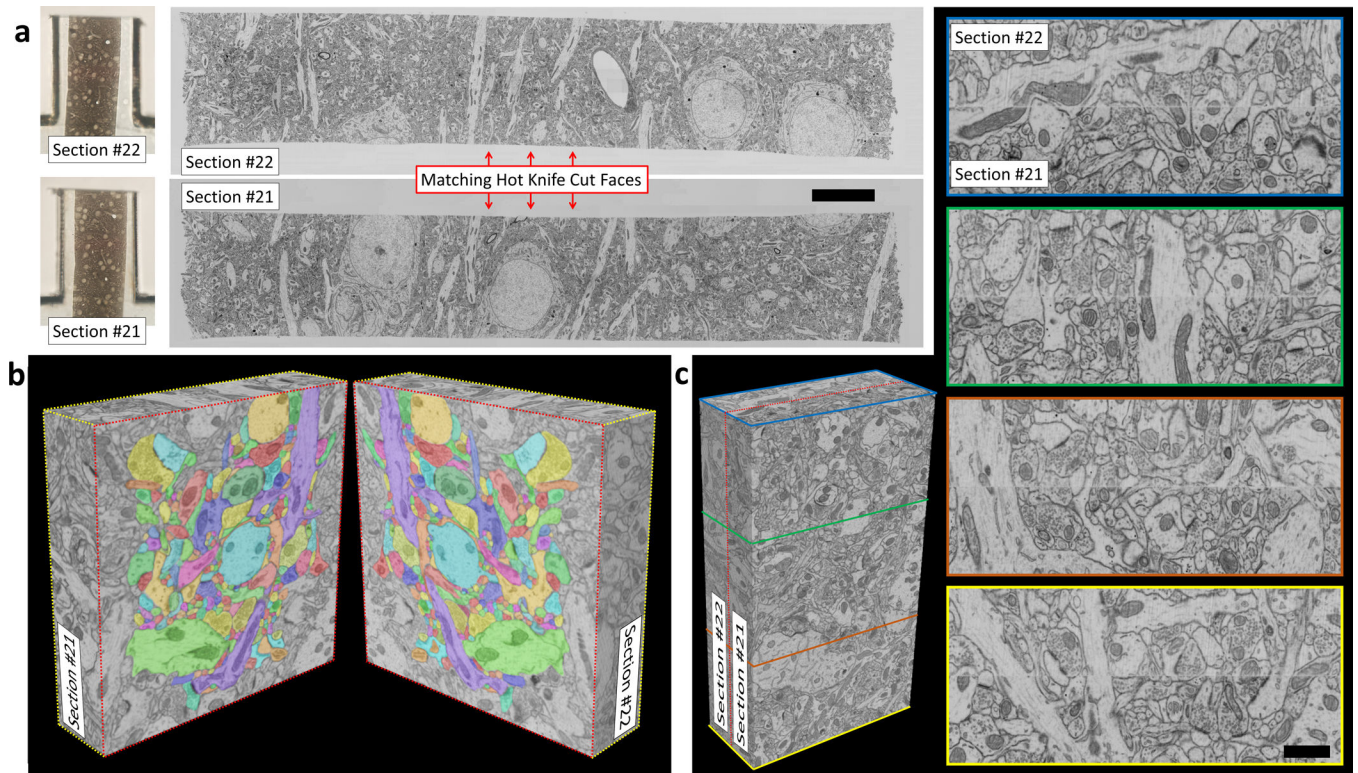 a
Section #22
Section #22
Matching Hot Knife Cut Faces
Section #21
Section #21
Section #22
Section #21
b
Section #21
Section #22
c
Section #22
Section #21